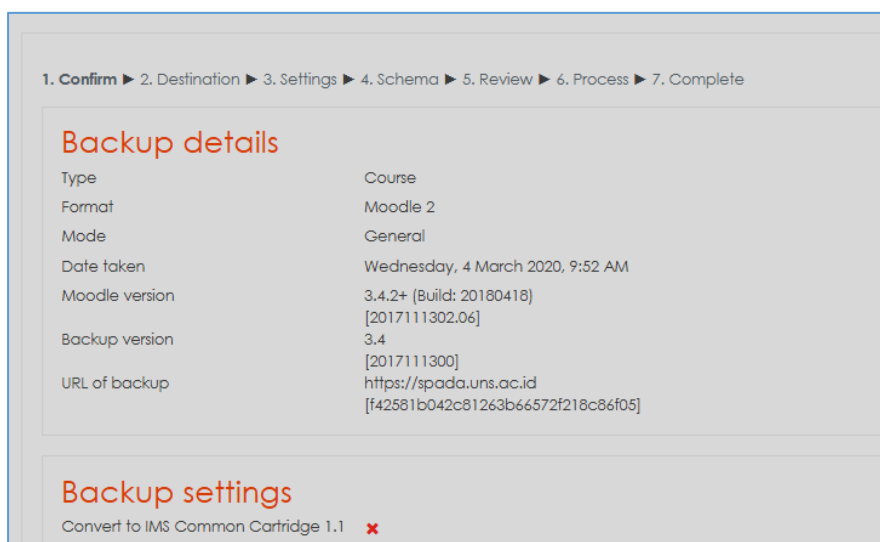 1. Confirm ► 2. Destination ► 3. Settings ► 4. Schema ► 5. Review ► 6. Process ► 7. Complete
Backup details
Type Course
Format Moodle 2
Mode General
Date taken Wednesday, 4 March 2020, 9:52 AM
Moodle version 3.4.2+ (Build: 20180418)
[2017111302.06]
Backup version 3.4
[2017111300]
URL of backup https://spada.uns.ac.id
[f42581b042c81263b66572f218c86f05]
Backup settings
Convert to IMS Common Cartridge 1.1 ✖